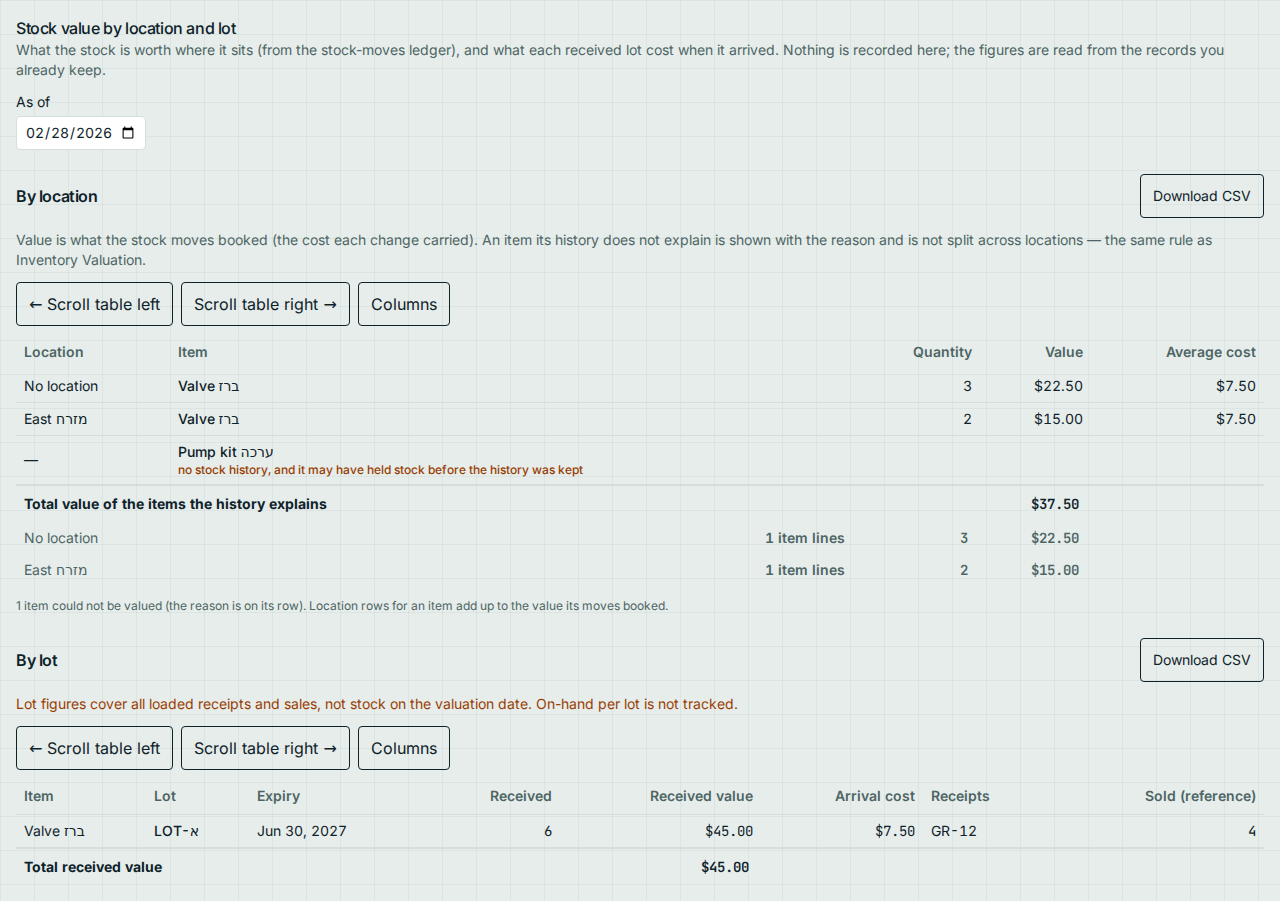 Stock value by location and lot
What the stock is worth where it sits (from the stock-moves ledger), and what each received lot cost when it arrived. Nothing is recorded here; the figures are read from the records you
already keep.
As of
02/28/2026
By location
Download CSV
Value is what the stock moves booked (the cost each change carried). An item its history does not explain is shown with the reason and is not split across locations — the same rule as
Inventory Valuation.
← Scroll table left Scroll table right → Columns
Location Item Quantity Value Average cost
No location Valve ברז 3 $22.50 $7.50
East מזרח Valve ברז 2 $15.00 $7.50
— Pump kit ערכה
no stock history, and it may have held stock before the history was kept
Total value of the items the history explains $37.50
No location 1 item lines 3 $22.50
East מזרח 1 item lines 2 $15.00
1 item could not be valued (the reason is on its row). Location rows for an item add up to the value its moves booked.
By lot
Download CSV
Lot figures cover all loaded receipts and sales, not stock on the valuation date. On-hand per lot is not tracked.
← Scroll table left Scroll table right → Columns
Item Lot Expiry Received Received value Arrival cost Receipts Sold (reference)
Valve ברז LOT-א Jun 30, 2027 6 $45.00 $7.50 GR-12 4
Total received value $45.00